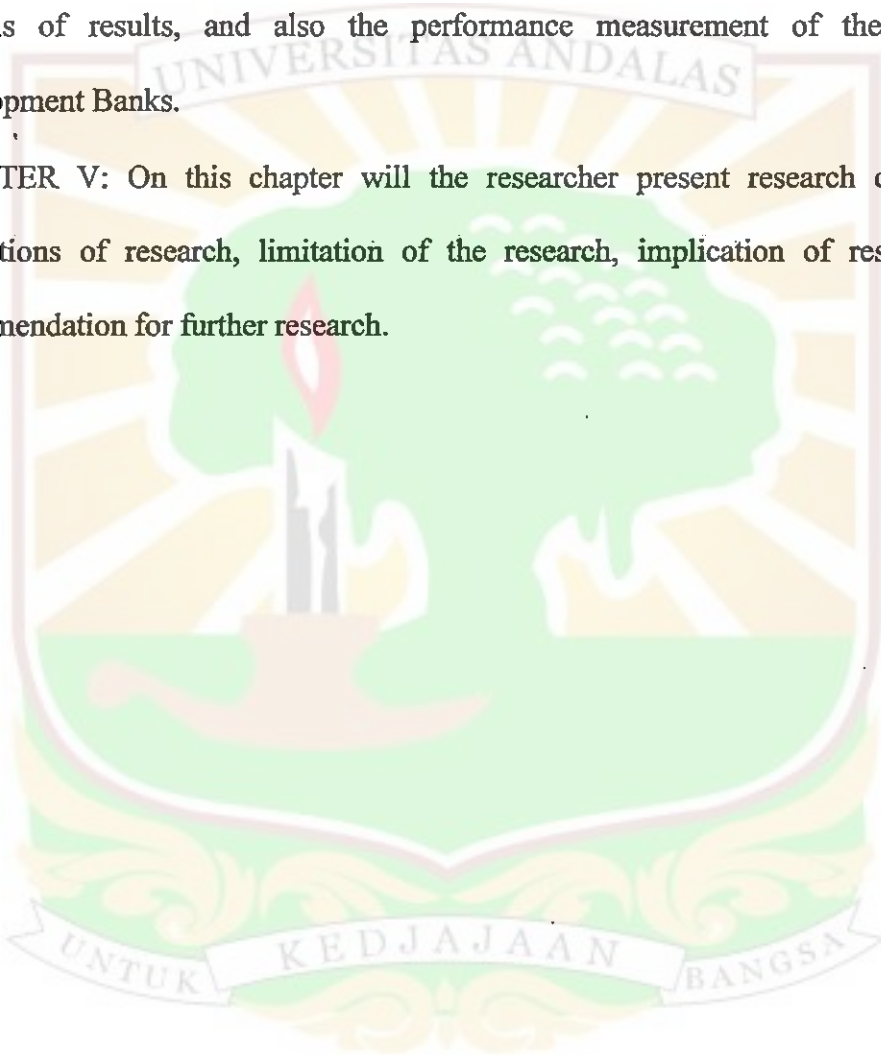 s of results, and also the performance measurement of the
UNIVERSITAS ANDALAS
opment Banks.
TER V: On this chapter will the researcher present research
tions of research, limitation of the research, implication of res
mendation for further research.
UNTUK KEDJAJAAN BANGSA